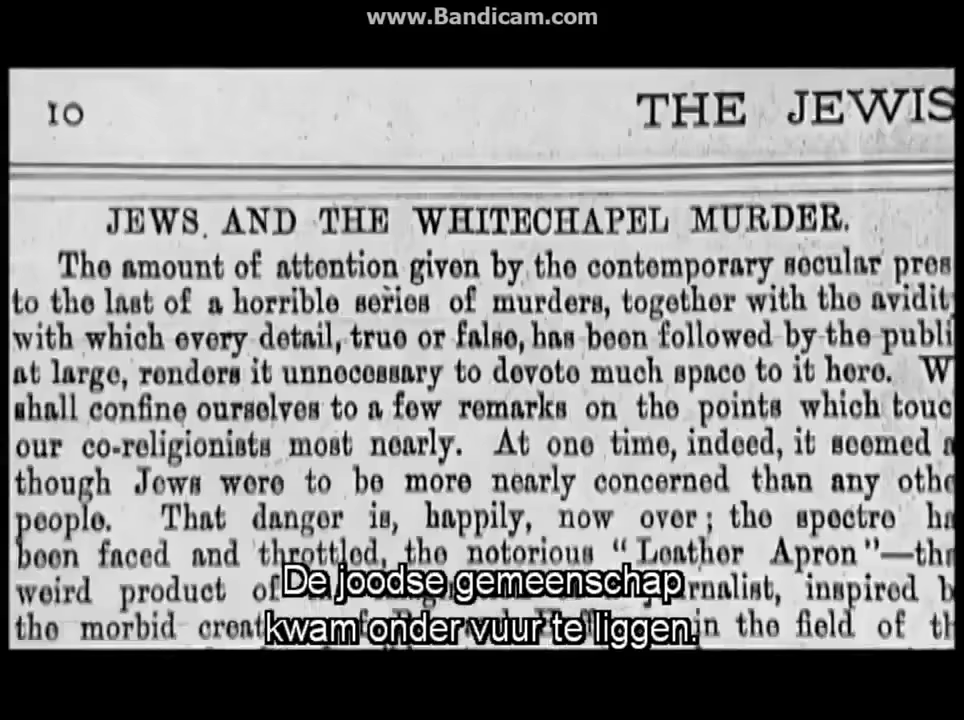 www.Bandicam.com
10
THE JEWIS
JEWS AND THE WHITECHAPEL MURDER.
The amount of attention given by the contemporary secular pres
to the last of a horrible series of murders, together with the avidit
with which every detail, true or false, has been followed by the publi
at large, renders it unnecessary to devote much space to it here. W
shall confine ourselves to a few remarks on the points which touc
our co-religionists most nearly. At one time, indeed, it seemed a
though Jews were to be more nearly concerned than any othe
people. That danger is, happily, now over; the spectre ha
been faced and throttled, the notorious "Leather Apron"—tha
weird product of rnalist, inspired b
the morbid creat in the field of th
De joodse gemeenschap
kwam onder vuur te liggen.